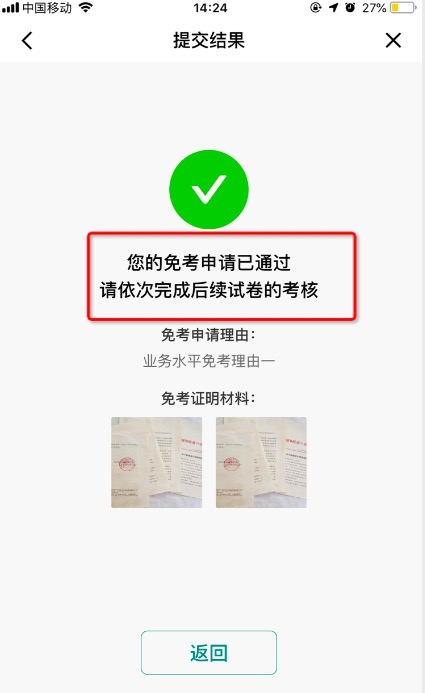 中国移动
14:24
27%
提交结果
您的免考申请已通过
请依次完成后续试卷的考核
免考申请理由：
业务水平免考理由一
免考证明材料：
返回